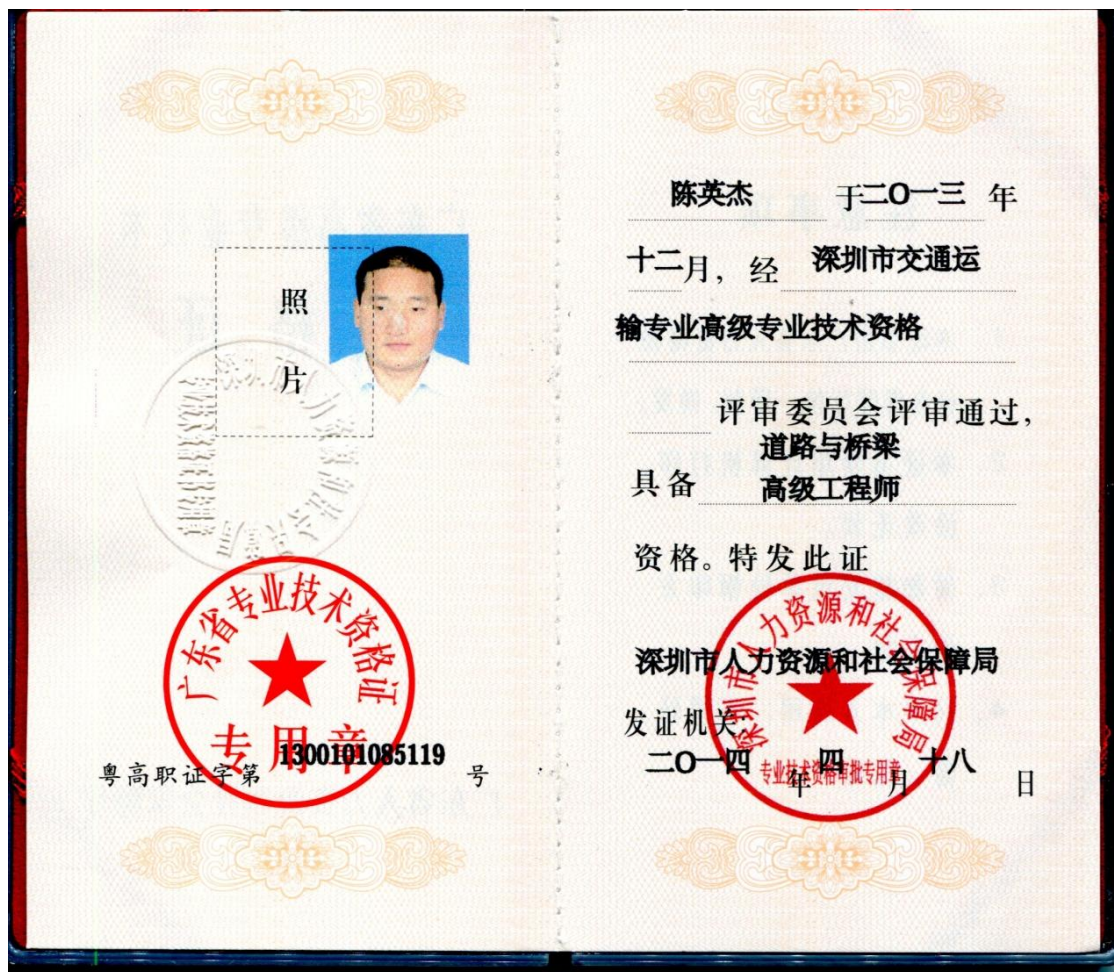 照
片
广东省专业技术资格证
专用章
粤高职证字第 1300101085119 号
陈英杰 于二〇一三 年
十二月，经 深圳市交通运
输专业高级专业技术资格
评审委员会评审通过，
道路与桥梁
具备 高级工程师
资格。特发此证
深圳市人力资源和社会保障局
深圳市人力资源和社会保障局
发证机关:
专业技术资格审批专用章
二〇一四 年 四 月 十八 日